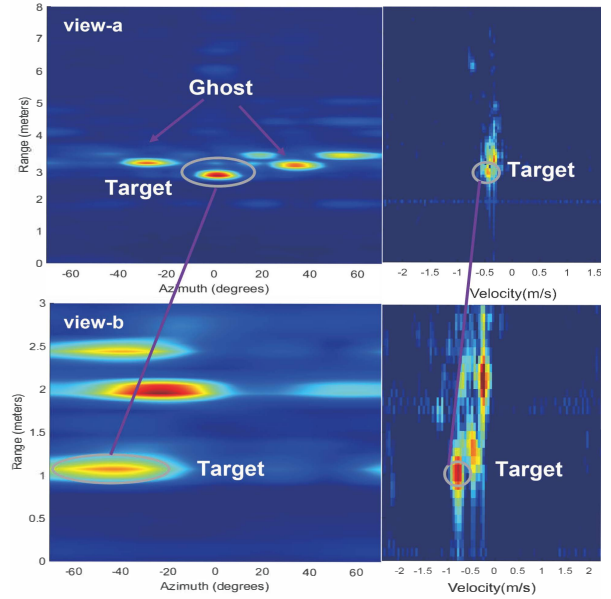 8
7
6
5
4
3
2
1
0
Range (meters)
view-a
Ghost
Target
-60 -40 -20 0 20 40 60
Azimuth (degrees)
Target
-2 -1.5 -1 -0.5 0 0.5 1 1.5
Velocity(m/s)
3
2.5
2
1.5
1
0.5
0
Range (meters)
view-b
Target
-60 -40 -20 0 20 40 60
Azimuth (degrees)
Target
-2 -1.5 -1 -0.5 0 0.5 1 1.5 2
Velocity(m/s)